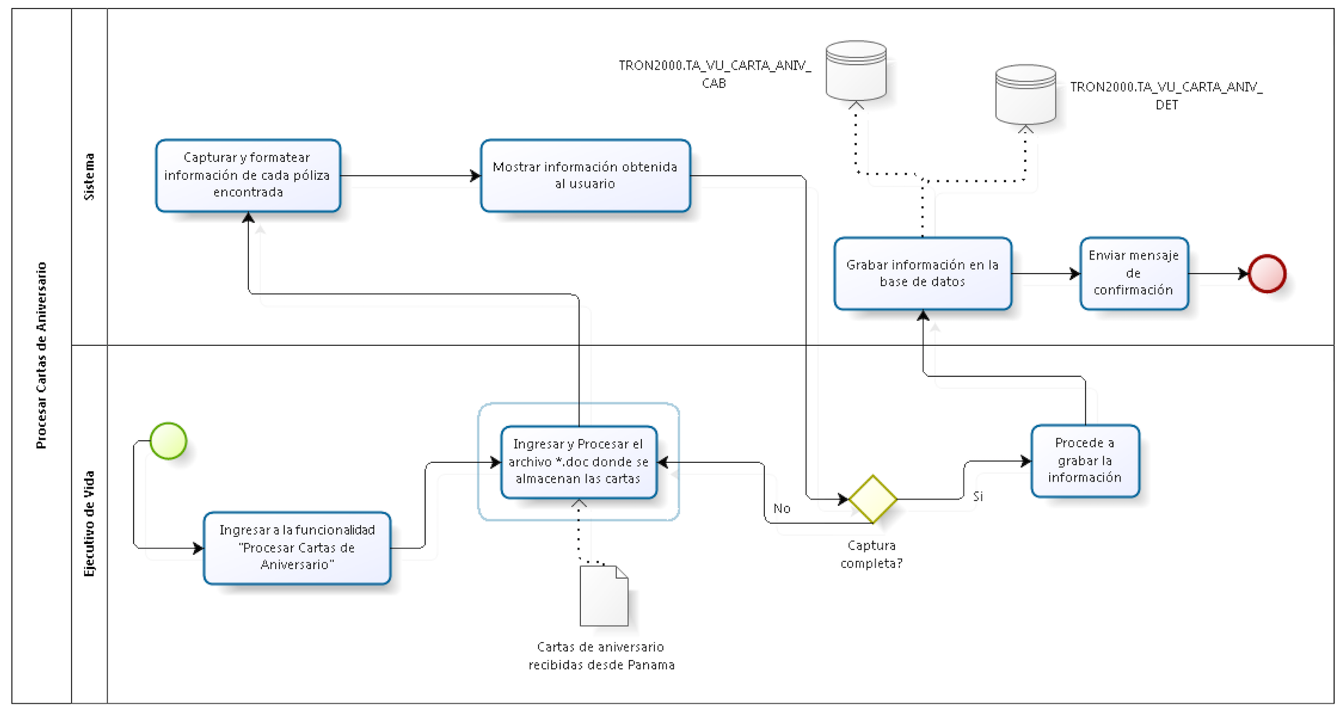 Procesar Cartas de Aniversario
Sistema
TRON2000.TA_VU_CARTA_ANIV_
CAB
TRON2000.TA_VU_CARTA_ANIV_
DET
Capturar y formatear
información de cada póliza
encontrada
Mostrar información obtenida
al usuario
Grabar información en la
base de datos
Enviar mensaje
de
confirmación
Ejecutivo de Vida
Ingresar a la funcionalidad
"Procesar Cartas de
Aniversario"
Ingresar y Procesar el
archivo *.doc donde se
almacenan las cartas
Cartas de aniversario
recibidas desde Panama
No
Captura
completa?
Si
Procede a
grabar la
información